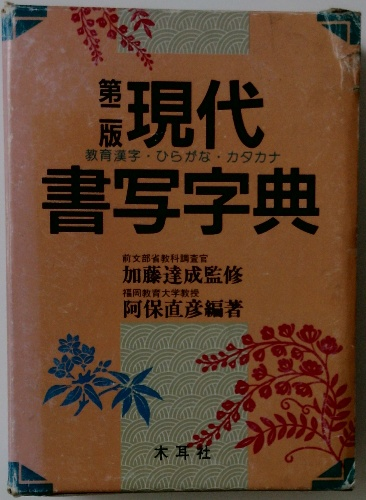 第二版 現代
教育漢字・ひらがな・カタカナ
書写字典
前文部省教科調査官
加藤達成監修
福岡教育大学教授
阿保直彦編著
木耳社